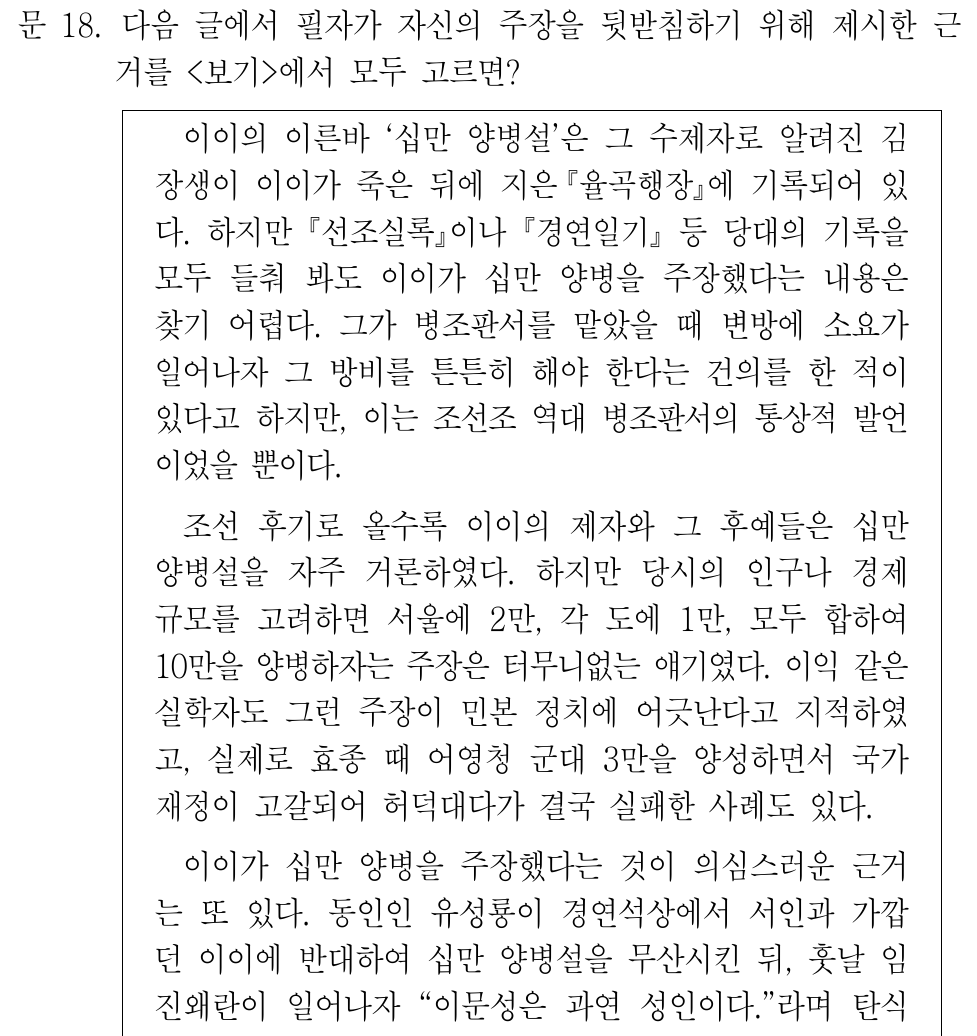 문 18. 다음 글에서 필자가 자신의 주장을 뒷받침하기 위해 제시한 근
거를 <보기>에서 모두 고르면?
이이의 이른바 ‘십만 양병설’은 그 수제자로 알려진 김
장생이 이이가 죽은 뒤에 지은『율곡행장』에 기록되어 있
다. 하지만『선조실록』이나 『경연일기』 등 당대의 기록을
모두 들춰 봐도 이이가 십만 양병을 주장했다는 내용은
찾기 어렵다. 그가 병조판서를 맡았을 때 변방에 소요가
일어나자 그 방비를 튼튼히 해야 한다는 건의를 한 적이
있다고 하지만, 이는 조선조 역대 병조판서의 통상적 발언
이었을 뿐이다.
조선 후기로 올수록 이이의 제자와 그 후예들은 십만
양병설을 자주 거론하였다. 하지만 당시의 인구나 경제
규모를 고려하면 서울에 2만, 각 도에 1만, 모두 합하여
10만을 양병하자는 주장은 터무니없는 얘기였다. 이익 같은
실학자도 그런 주장이 민본 정치에 어긋난다고 지적하였
고, 실제로 효종 때 어영청 군대 3만을 양성하면서 국가
재정이 고갈되어 허덕대다가 결국 실패한 사례도 있다.
이이가 십만 양병을 주장했다는 것이 의심스러운 근거
는 또 있다. 동인인 유성룡이 경연석상에서 서인과 가깝
던 이이에 반대하여 십만 양병설을 무산시킨 뒤, 훗날 임
진왜란이 일어나자 “이문성은 과연 성인이다.”라며 탄식